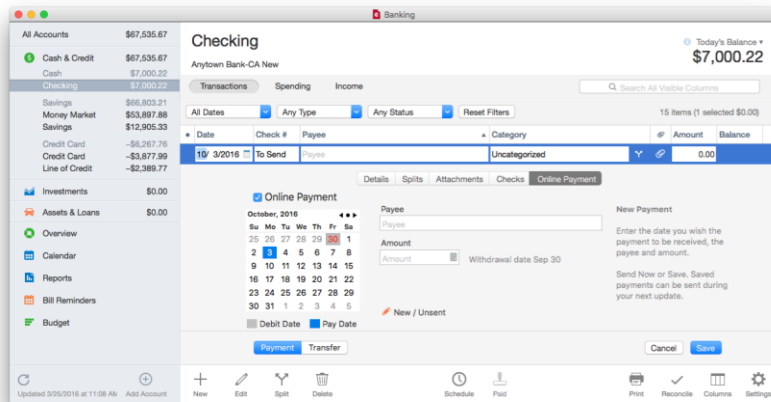 Banking
All Accounts $67,535.67
Cash & Credit $67,535.67
Cash $7,000.22
Checking $7,000.22
Savings $66,803.21
Money Market $53,897.88
Savings $12,905.33
Credit Card -$6,267.76
Credit Card -$3,877.99
Line of Credit -$2,389.77
Investments $0.00
Assets & Loans $0.00
Overview
Calendar
Reports
Bill Reminders
Budget
Updated 3/25/2016 at 11:08 AM Add Account
Checking
Anytown Bank-CA New
Today's Balance
$7,000.22
Transactions Spending Income
Search All Visible Columns
All Dates Any Type Any Status Reset Filters
15 items (1 selected $0.00)
Date Check # Payee Category Amount Balance
10/ 3/2016 To Send Payee Uncategorized 0.00
Details Splits Attachments Checks Online Payment
Online Payment
October, 2016
Su Mo Tu We Th Fr Sa
25 26 27 28 29 30 1
2 3 4 5 6 7 8
9 10 11 12 13 14 15
16 17 18 19 20 21 22
23 24 25 26 27 28 29
30 31 1 2 3 4 5
Debit Date Pay Date
Payee
Payee
Amount
Amount Withdrawal date Sep 30
New / Unsent
New Payment
Enter the date you wish the
payment to be received, the
payee and amount.
Send Now or Save. Saved
payments can be sent during
your next update.
Payment Transfer
Cancel Save
New Edit Split Delete Schedule Paid Print Reconcile Columns Settings